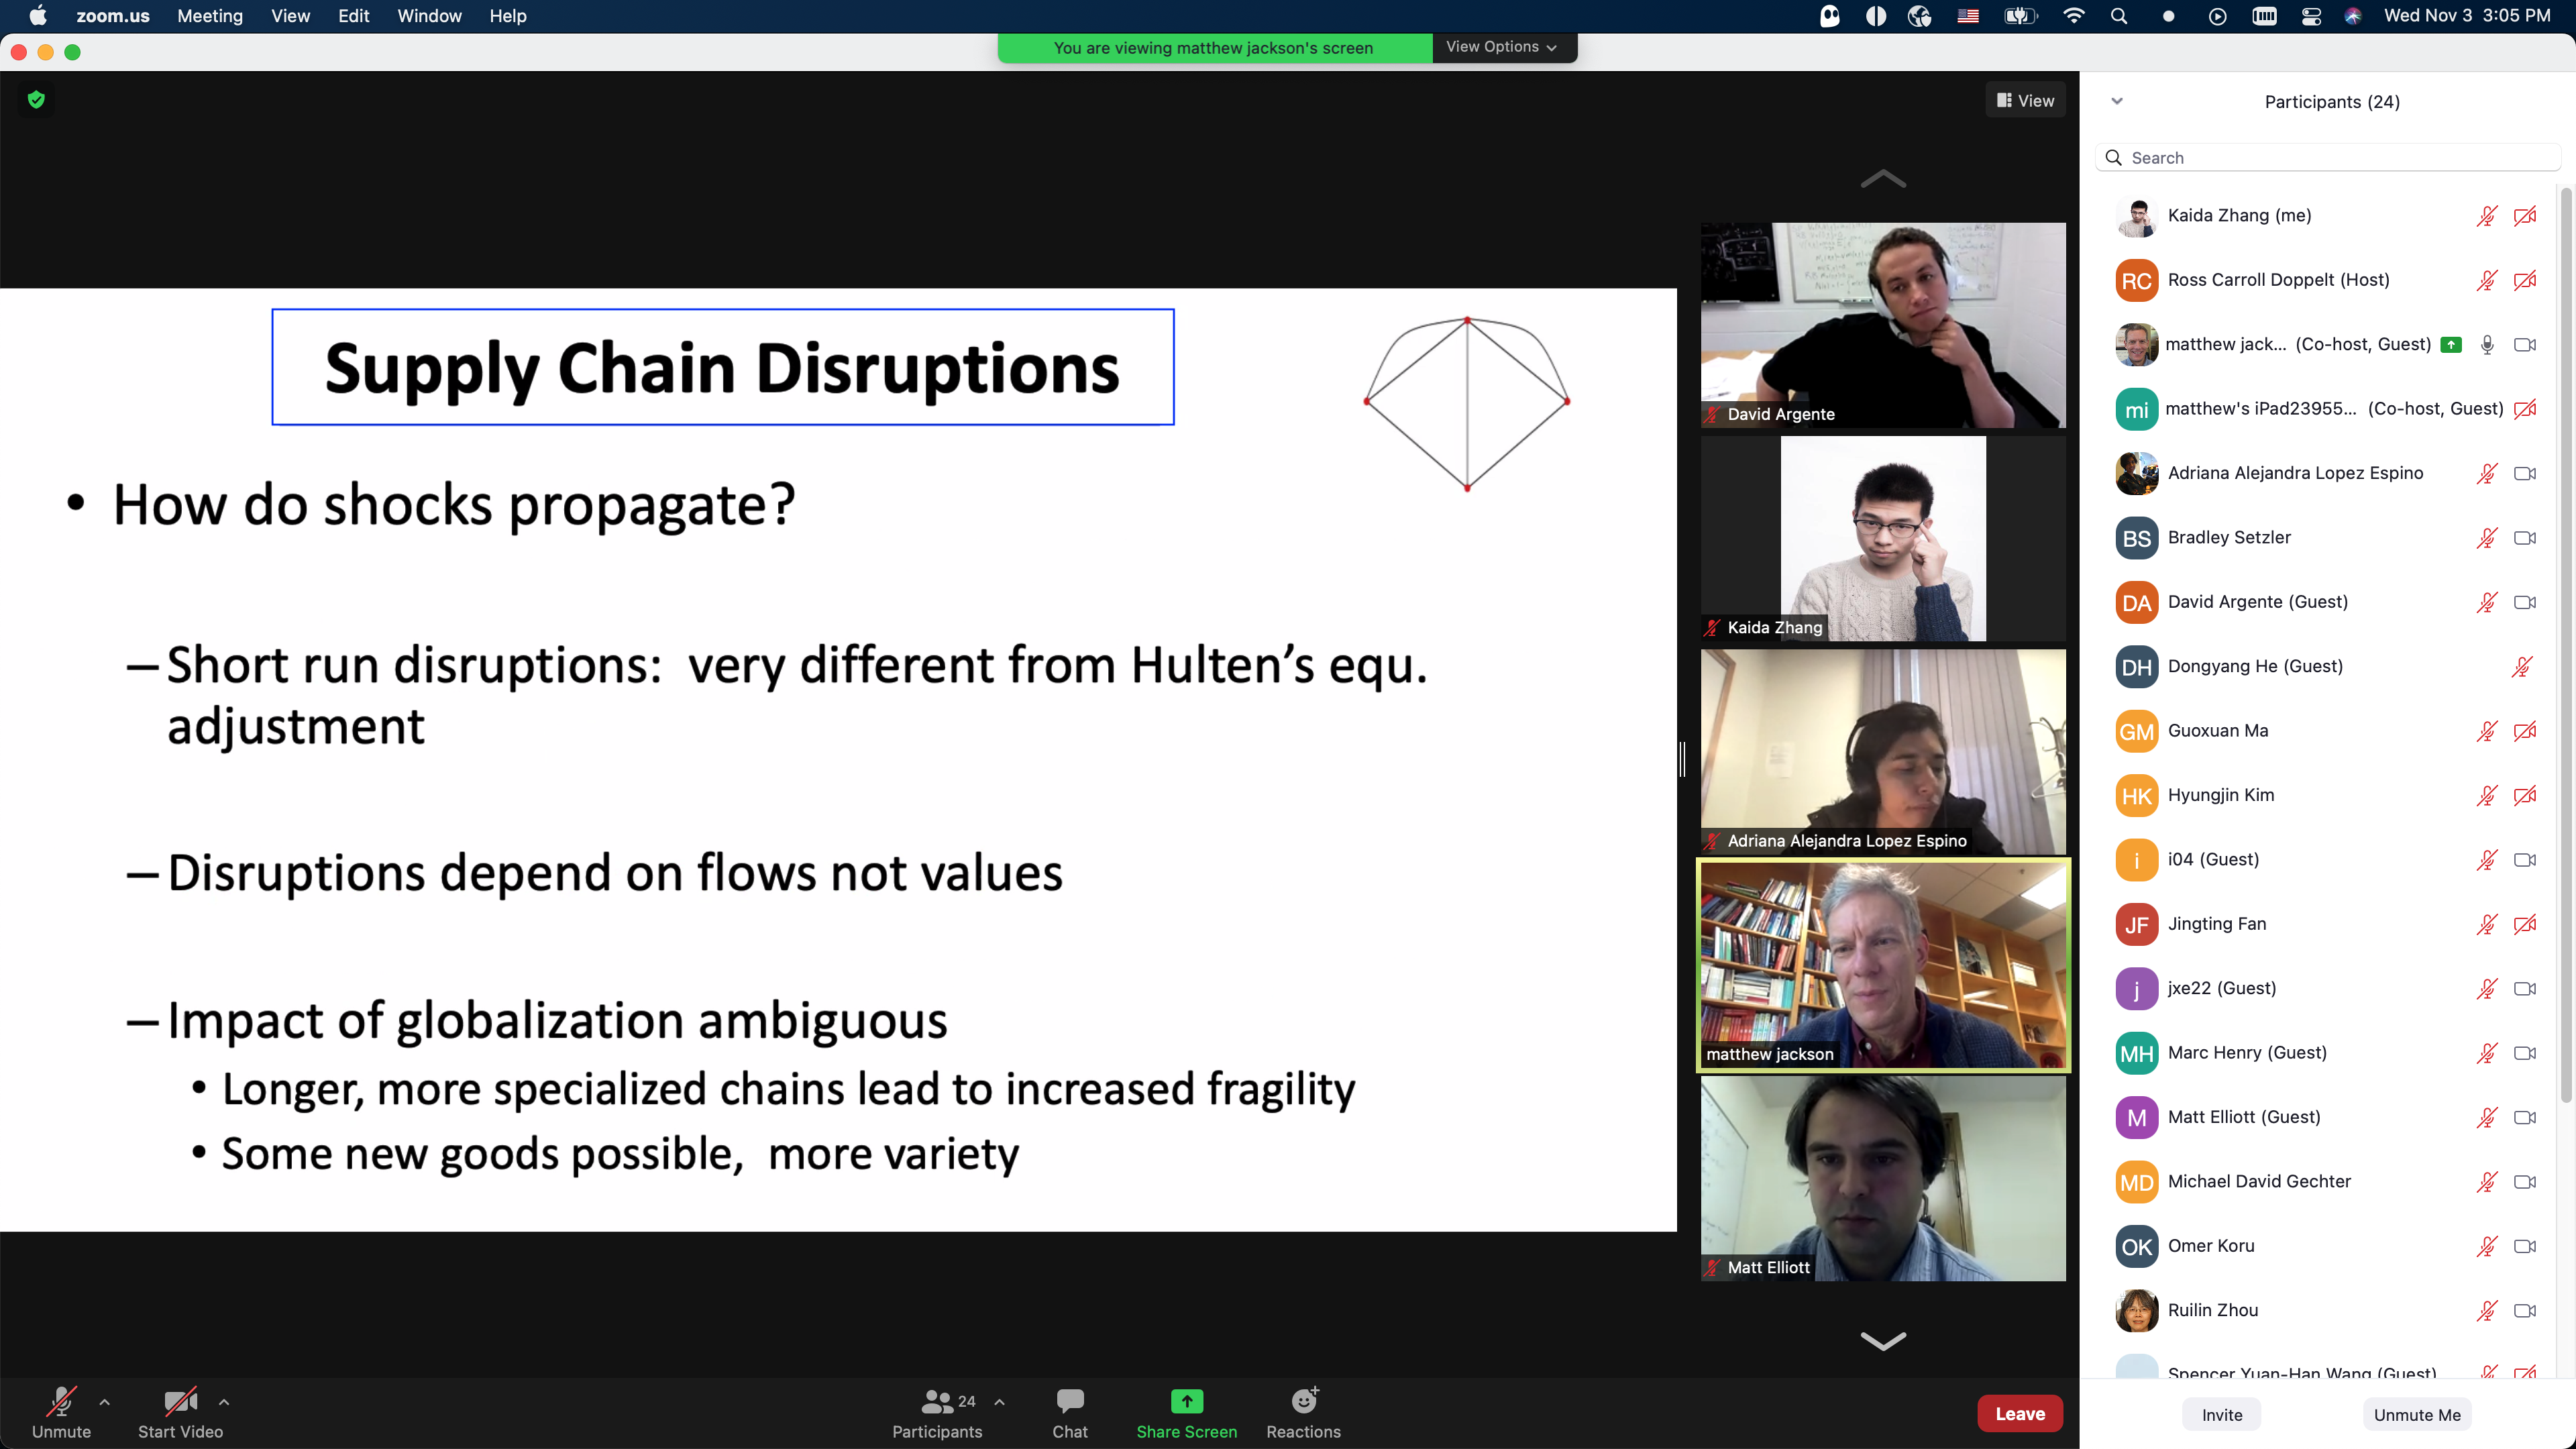 zoom.us Meeting View Edit Window Help Wed Nov 3 3:05 PM
You are viewing matthew jackson's screen View Options
View
Supply Chain Disruptions
• How do shocks propagate?
– Short run disruptions: very different from Hulten's equ.
adjustment
– Disruptions depend on flows not values
– Impact of globalization ambiguous
• Longer, more specialized chains lead to increased fragility
• Some new goods possible, more variety
David Argente
Kaida Zhang
Adriana Alejandra Lopez Espino
matthew jackson
Matt Elliott
Participants (24)
Search
Kaida Zhang (me)
RC Ross Carroll Doppelt (Host)
matthew jack... (Co-host, Guest)
mi matthew's iPad23955... (Co-host, Guest)
Adriana Alejandra Lopez Espino
BS Bradley Setzler
DA David Argente (Guest)
DH Dongyang He (Guest)
GM Guoxuan Ma
HK Hyungjin Kim
i i04 (Guest)
JF Jingting Fan
j jxe22 (Guest)
MH Marc Henry (Guest)
M Matt Elliott (Guest)
MD Michael David Gechter
OK Omer Koru
Ruilin Zhou
Spencer Yuan-Han Wang (Guest)
Unmute Start Video Participants 24 Chat Share Screen Reactions Leave
Invite Unmute Me